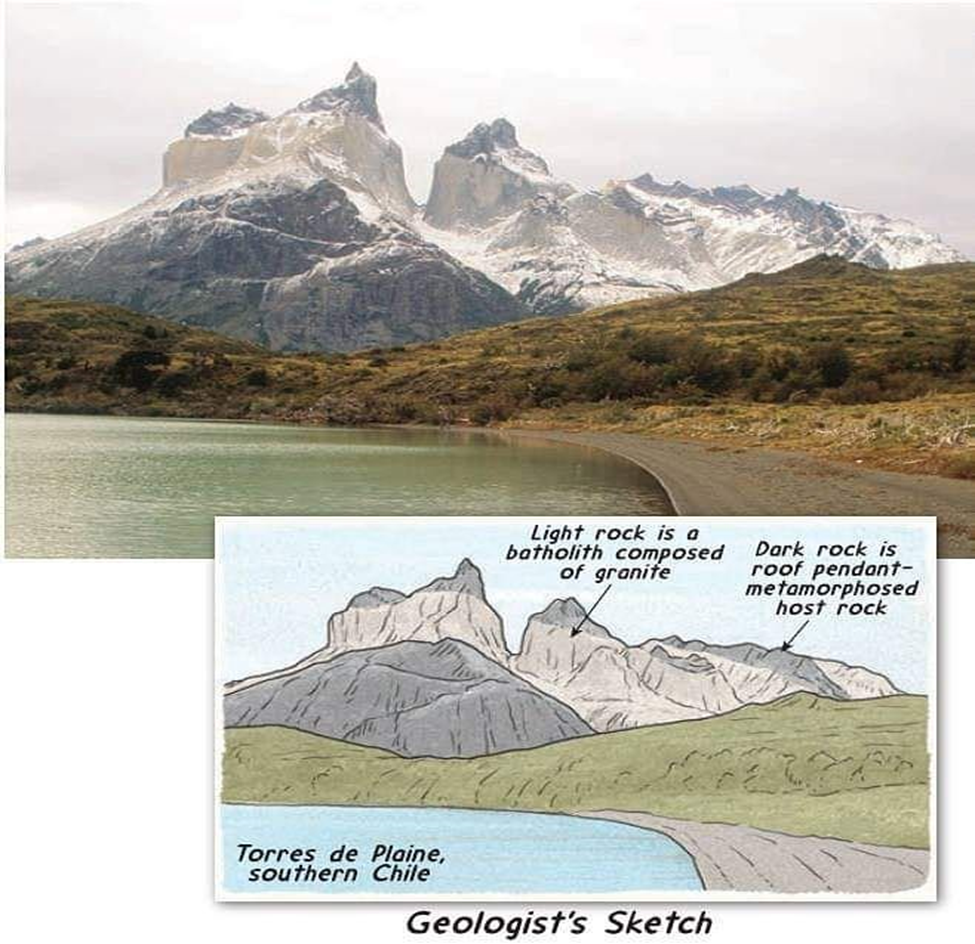 Light rock is a
batholith composed
of granite
Dark rock is
roof pendant-
metamorphosed
host rock
Torres de Plaine,
southern Chile
Geologist's Sketch